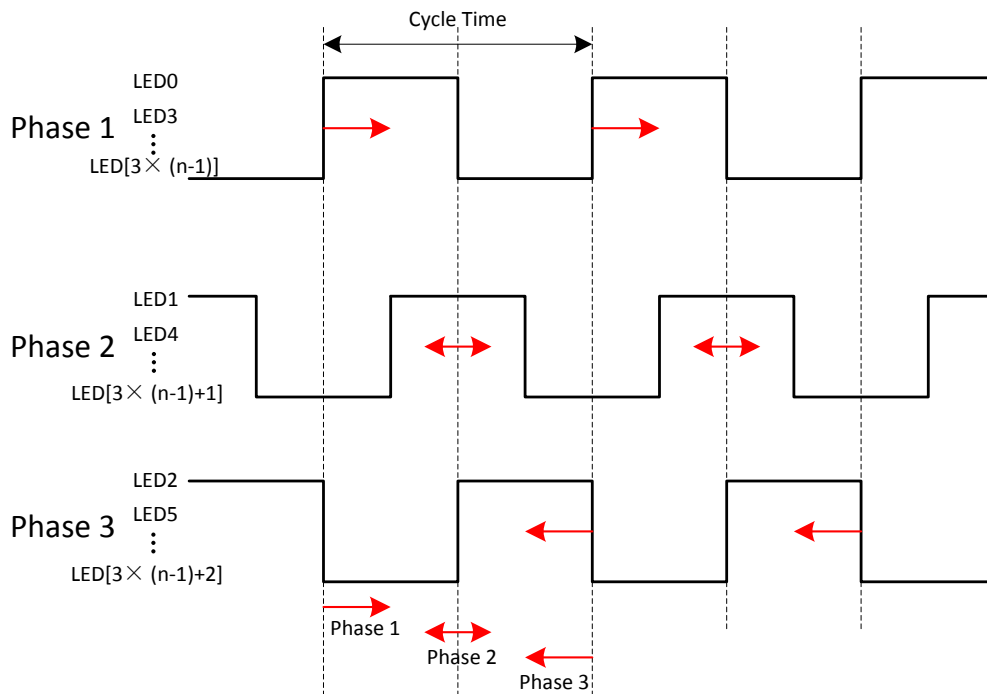 Cycle Time
LED0
Phase 1
LED3
LED[3× (n-1)]
LED1
Phase 2
LED4
LED[3× (n-1)+1]
LED2
Phase 3
LED5
LED[3× (n-1)+2]
Phase 1
Phase 2
Phase 3